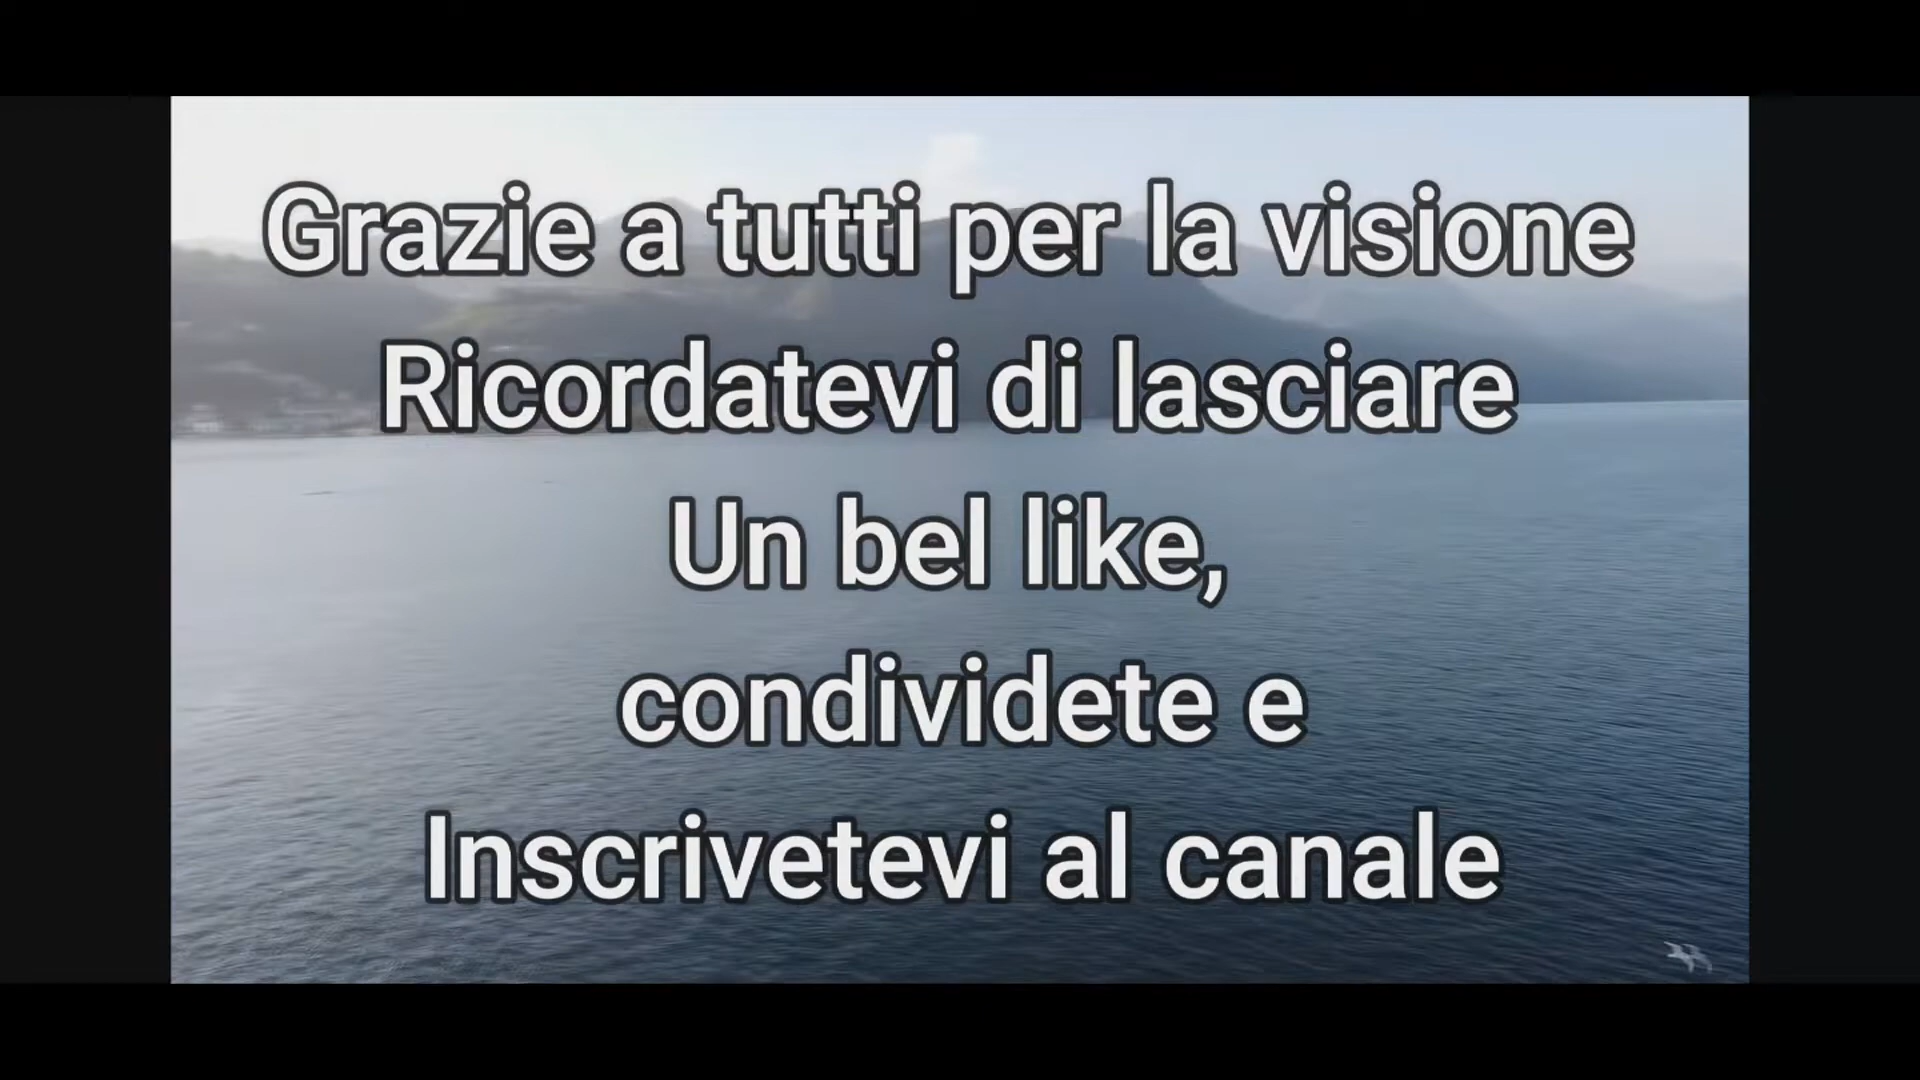 Grazie a tutti per la visione
Ricordatevi di lasciare
Un bel like,
condividete e
Inscrivetevi al canale